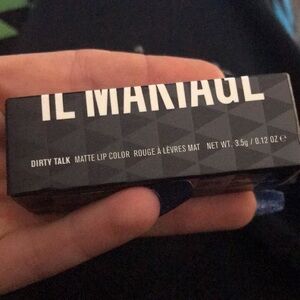 IL MAKIAGE
DIRTY TALK MATTE LIP COLOR ROUGE À LÈVRES MAT NET WT. 3.5g / 0.12 OZ ℮